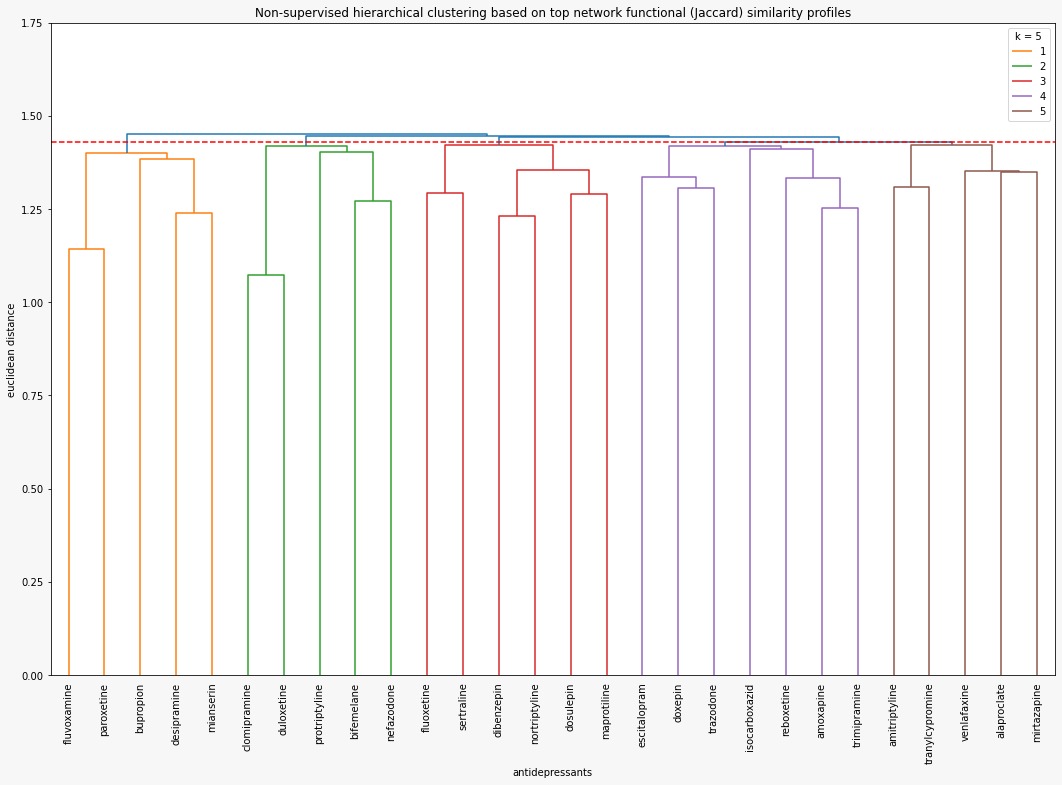 Non-supervised hierarchical clustering based on top network functional (Jaccard) similarity profiles
1.75
1.50
1.25
1.00
0.75
0.50
0.25
0.00
euclidean distance
k = 5
1
2
3
4
5
fluvoxamine
paroxetine
bupropion
desipramine
mianserin
clomipramine
duloxetine
protriptyline
bifemelane
nefazodone
fluoxetine
sertraline
dibenzepin
nortriptyline
dosulepin
maprotiline
escitalopram
doxepin
trazodone
isocarboxazid
reboxetine
amoxapine
trimipramine
amitriptyline
tranylcypromine
venlafaxine
alaproclate
mirtazapine
antidepressants